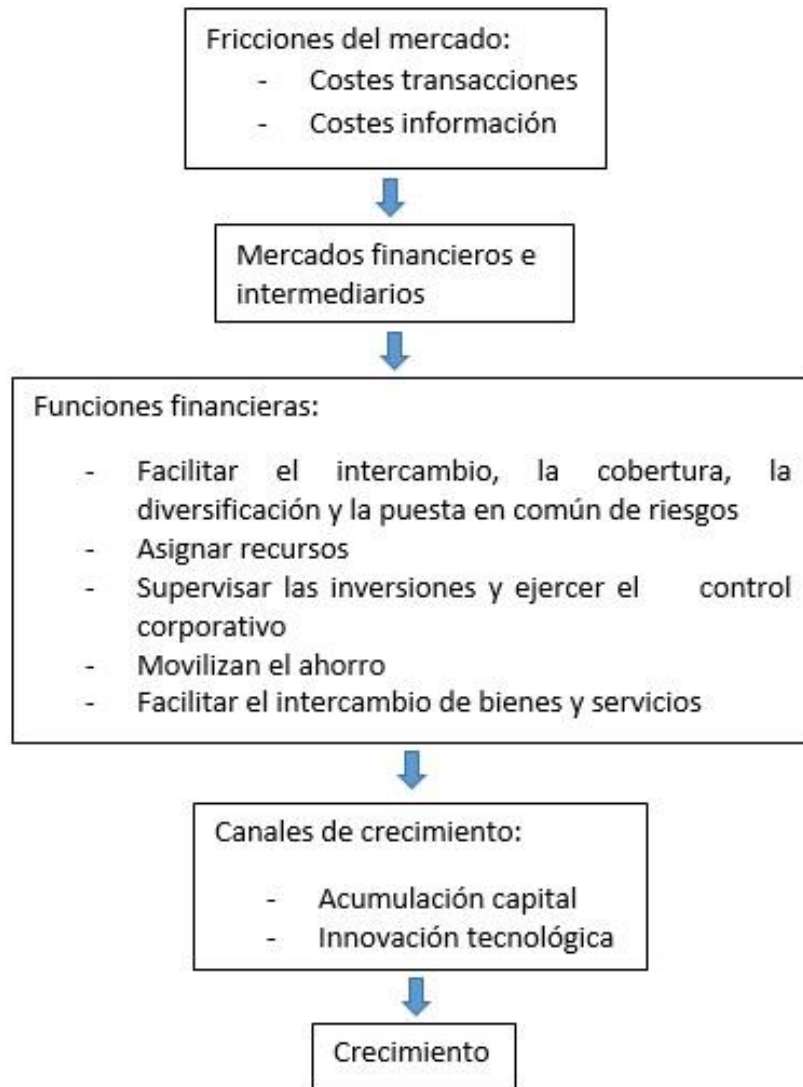 Fricciones del mercado:
- Costes transacciones
- Costes información
Mercados financieros e
intermediarios
Funciones financieras:
- Facilitar el intercambio, la cobertura, la
diversificación y la puesta en común de riesgos
- Asignar recursos
- Supervisar las inversiones y ejercer el control
corporativo
- Movilizan el ahorro
- Facilitar el intercambio de bienes y servicios
Canales de crecimiento:
- Acumulación capital
- Innovación tecnológica
Crecimiento